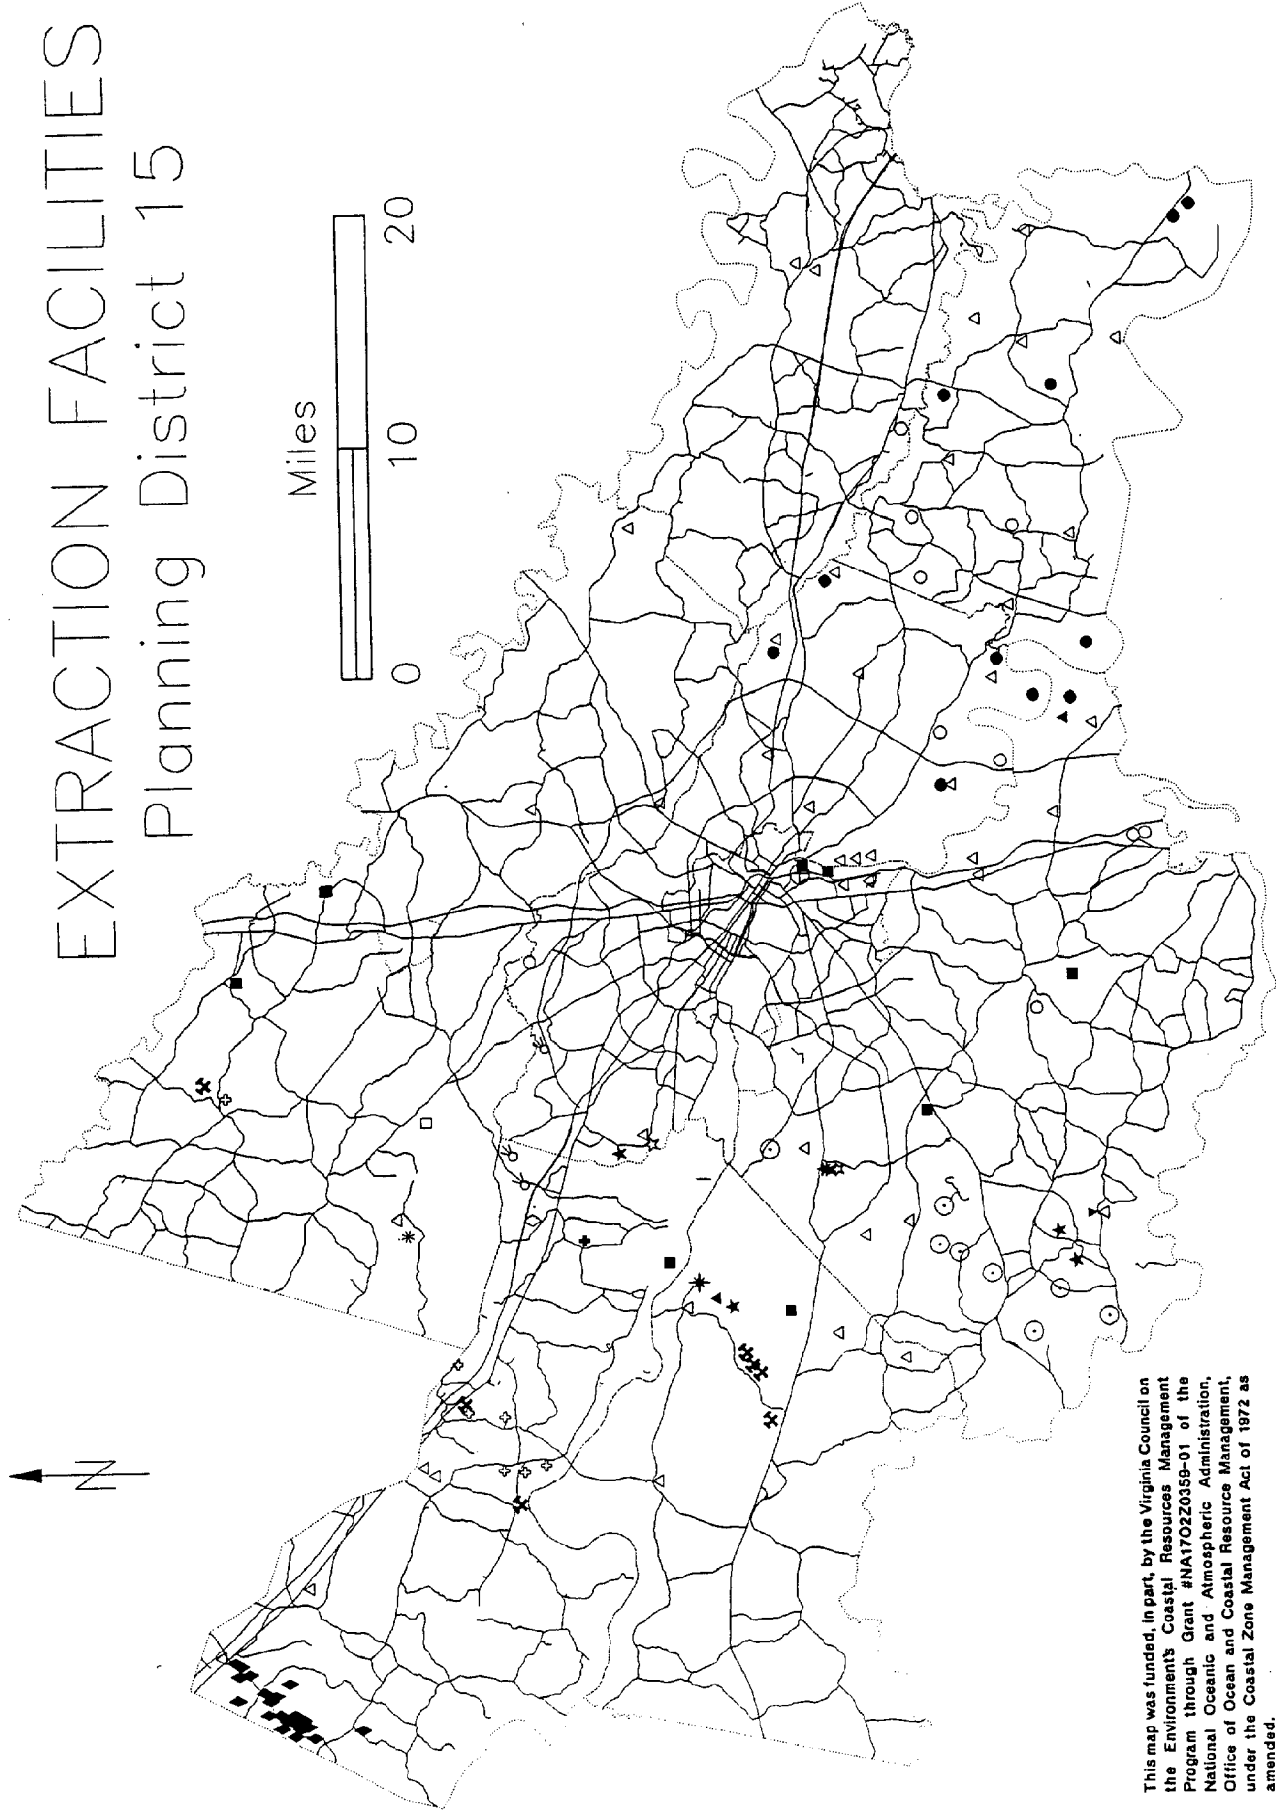 EXTRACTION FACILITIES
Planning District 15
Miles
0 10 20
N
This map was funded, in part, by the Virginia Council on
the Environment's Coastal Resources Management
Program through Grant #NA17OZ0359-01 of the
National Oceanic and Atmospheric Administration,
Office of Ocean and Coastal Resource Management,
under the Coastal Zone Management Act of 1972 as
amended.